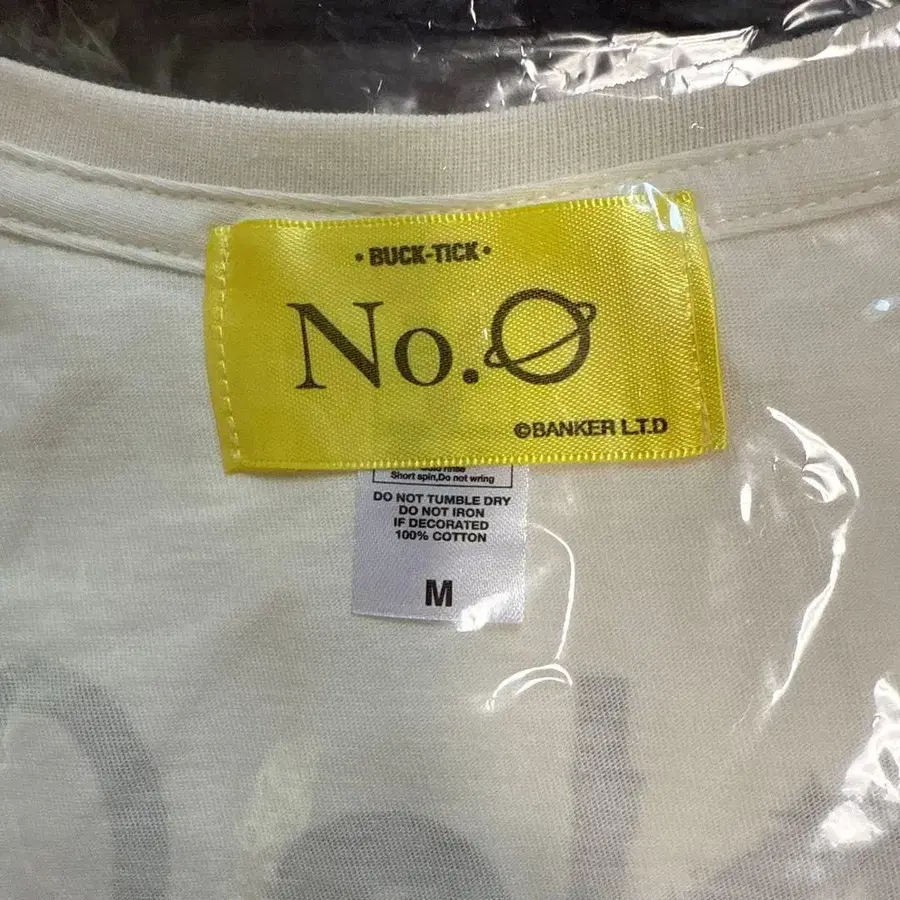 • BUCK-TICK •
No.0
©BANKER L.T.D
Short spin,Do not wring
DO NOT TUMBLE DRY
DO NOT IRON
IF DECORATED
100% COTTON
M